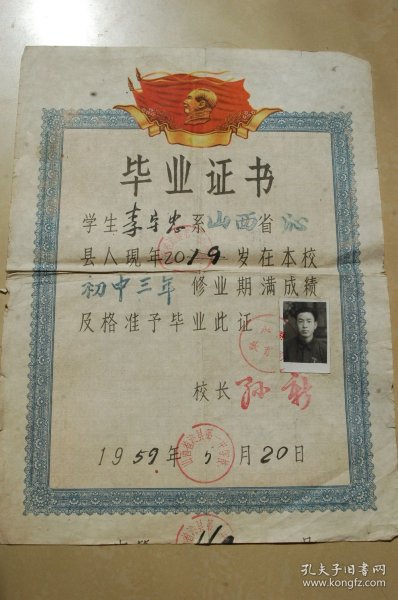 毕业证书
学生李守忠系山西省沁
县人现年2019岁在本校
初中三年修业期满成绩
及格准予毕业此证
校长孙新
1959年7月20日
孔夫子旧书网
www.kongfz.com